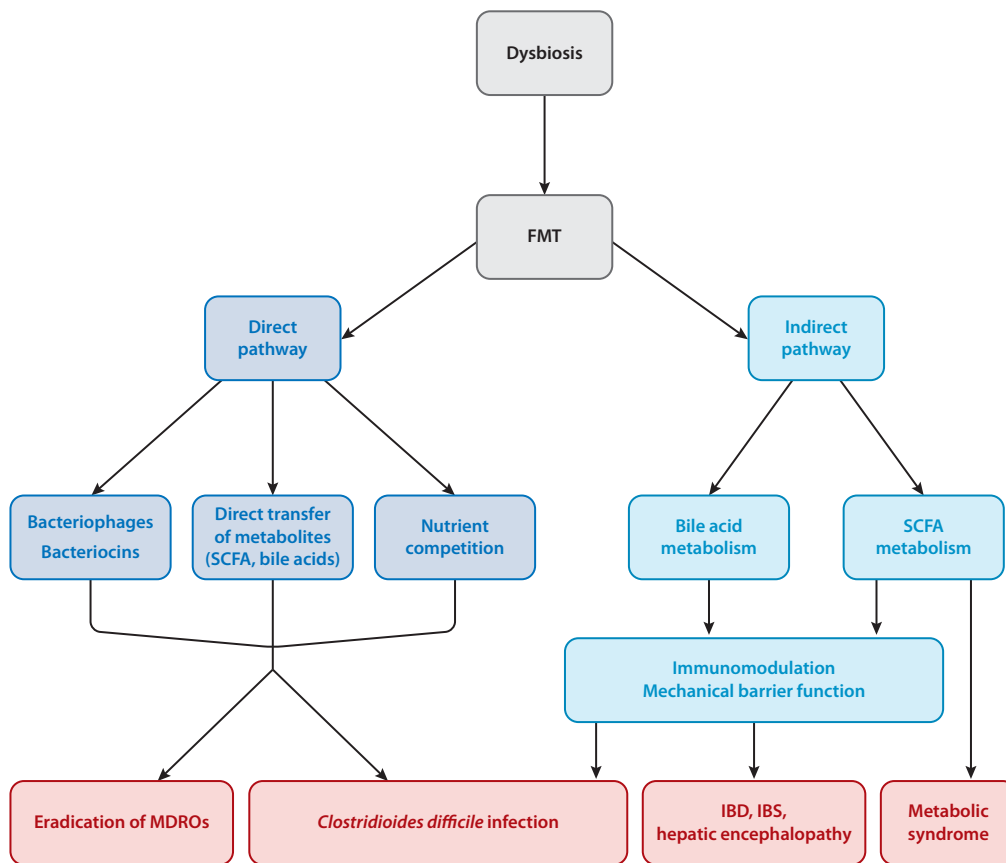 Dysbiosis
FMT
Direct
pathway
Indirect
pathway
Bacteriophages
Bacteriocins
Direct transfer
of metabolites
(SCFA, bile acids)
Nutrient
competition
Bile acid
metabolism
SCFA
metabolism
Immunomodulation
Mechanical barrier function
Eradication of MDROs
Clostridioides difficile infection
IBD, IBS,
hepatic encephalopathy
Metabolic
syndrome